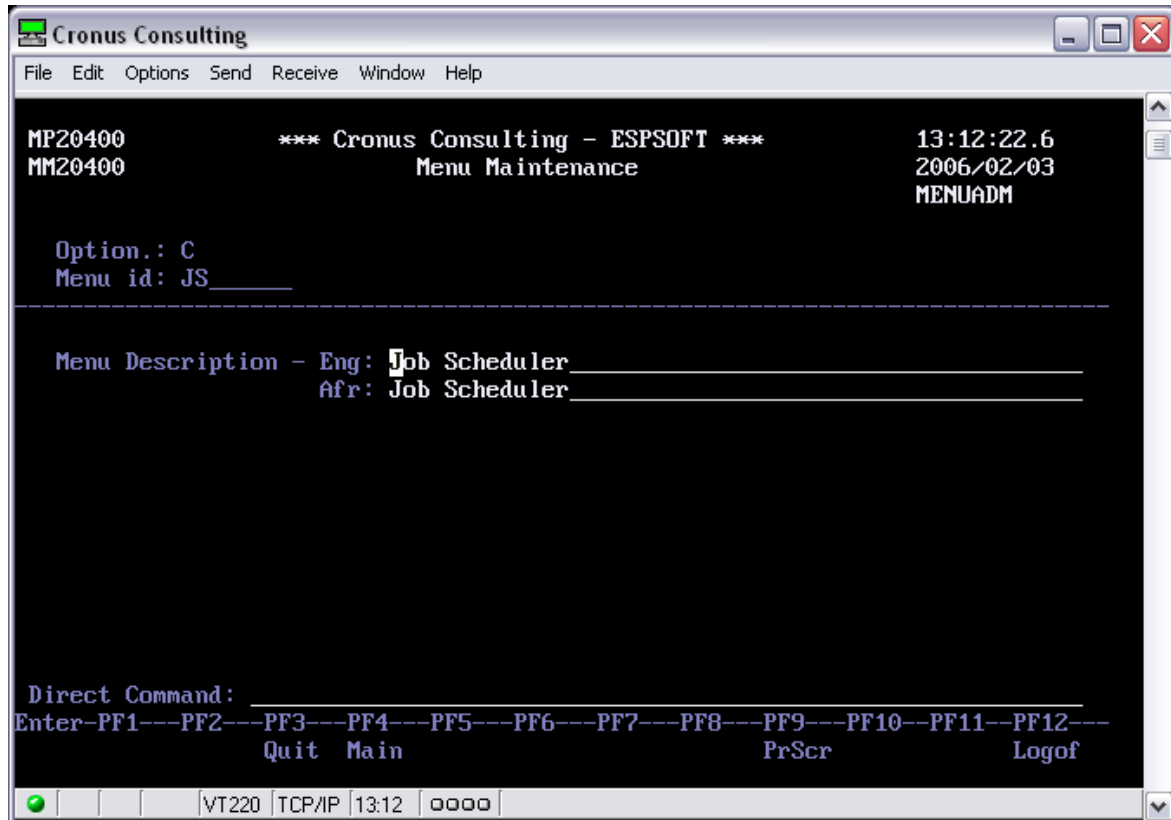 Cronus Consulting
File Edit Options Send Receive Window Help
MP20400 *** Cronus Consulting - ESPSOFT *** 13:12:22.6
MM20400 Menu Maintenance 2006/02/03
MENUADM
Option.: C
Menu id: JS______
Menu Description - Eng: Job Scheduler
Afr: Job Scheduler
Direct Command:
Enter-PF1---PF2---PF3---PF4---PF5---PF6---PF7---PF8---PF9---PF10--PF11--PF12---
Quit Main PrScr Logof
VT220 TCP/IP 13:12